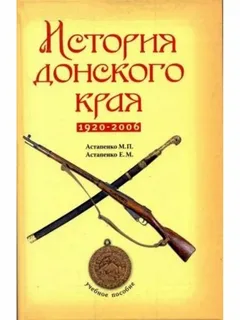 История
донского
края
1920-2006
Астапенко М.П.
Астапенко Е.М.
учебное пособие